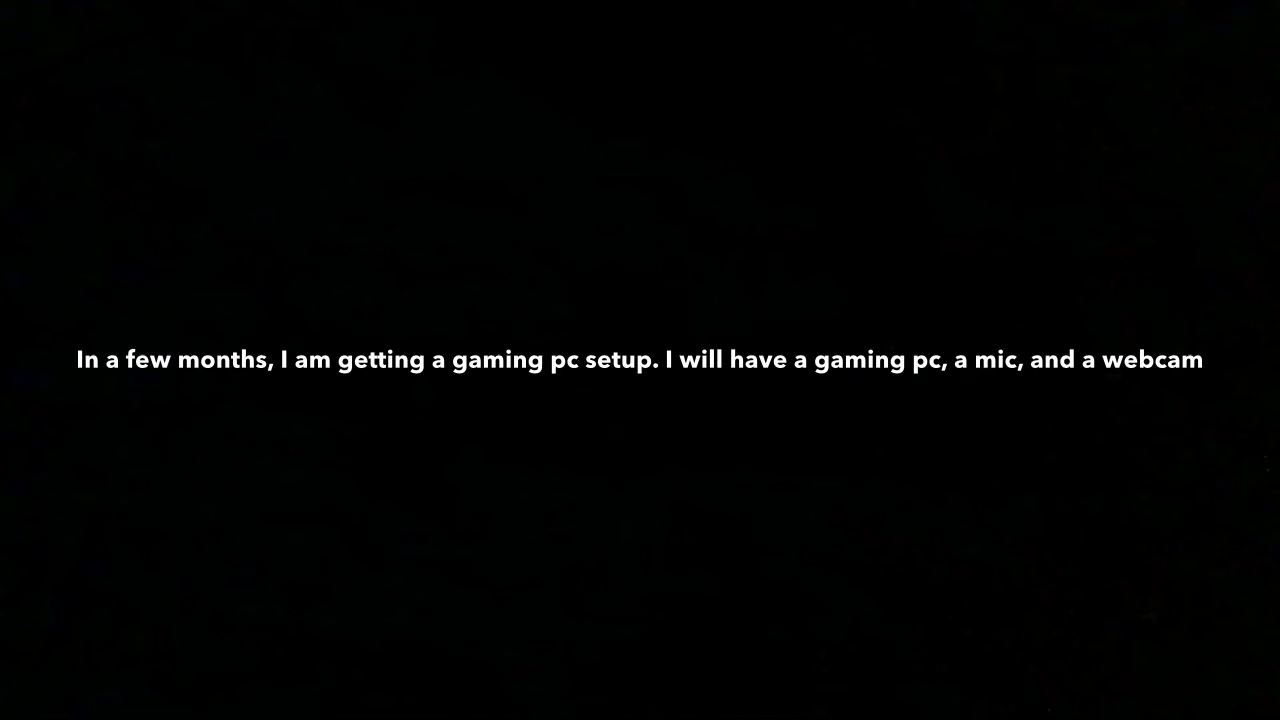 In a few months, I am getting a gaming pc setup. I will have a gaming pc, a mic, and a webcam